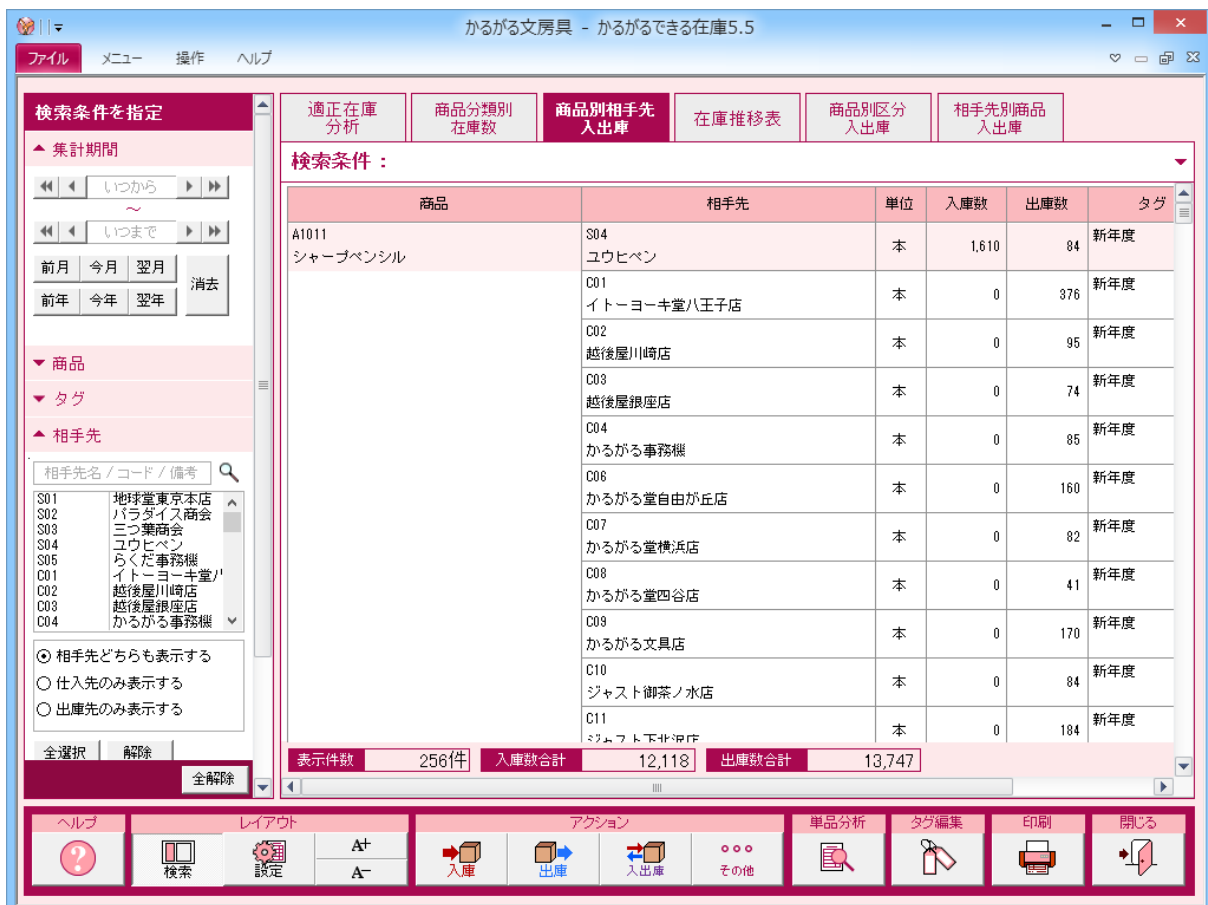 かるがる文房具 - かるがるできる在庫5.5
ファイル メニュー 操作 ヘルプ
検索条件を指定
集計期間
いつから
～
いつまで
前月 今月 翌月
消去
前年 今年 翌年
商品
タグ
相手先
相手先名 / コード / 備考
S01 地球堂東京本店
S02 パラダイス商会
S03 三つ葉商会
S04 ユウヒペン
S05 らくだ事務機
C01 イトーヨーキ堂八
C02 越後屋川崎店
C03 越後屋銀座店
C04 かるがる事務機
相手先どちらも表示する
仕入先のみ表示する
出庫先のみ表示する
全選択 解除
全解除
適正在庫
分析
商品分類別
在庫数
商品別相手先
入出庫
在庫推移表
商品別区分
入出庫
相手先別商品
入出庫
検索条件：
商品 相手先 単位 入庫数 出庫数 タグ
A1011
シャープペンシル
S04
ユウヒペン
本 1,610 84 新年度
C01
イトーヨーキ堂八王子店
本 0 376 新年度
C02
越後屋川崎店
本 0 95 新年度
C03
越後屋銀座店
本 0 74 新年度
C04
かるがる事務機
本 0 85 新年度
C06
かるがる堂自由が丘店
本 0 160 新年度
C07
かるがる堂横浜店
本 0 82 新年度
C08
かるがる堂四谷店
本 0 41 新年度
C09
かるがる文具店
本 0 170 新年度
C10
ジャスト御茶ノ水店
本 0 84 新年度
C11
ジャスト下北沢店
本 0 184 新年度
表示件数 256件 入庫数合計 12,118 出庫数合計 13,747
ヘルプ レイアウト アクション 単品分析 タグ編集 印刷 閉じる
検索 設定 A+ A- 入庫 出庫 入出庫 その他